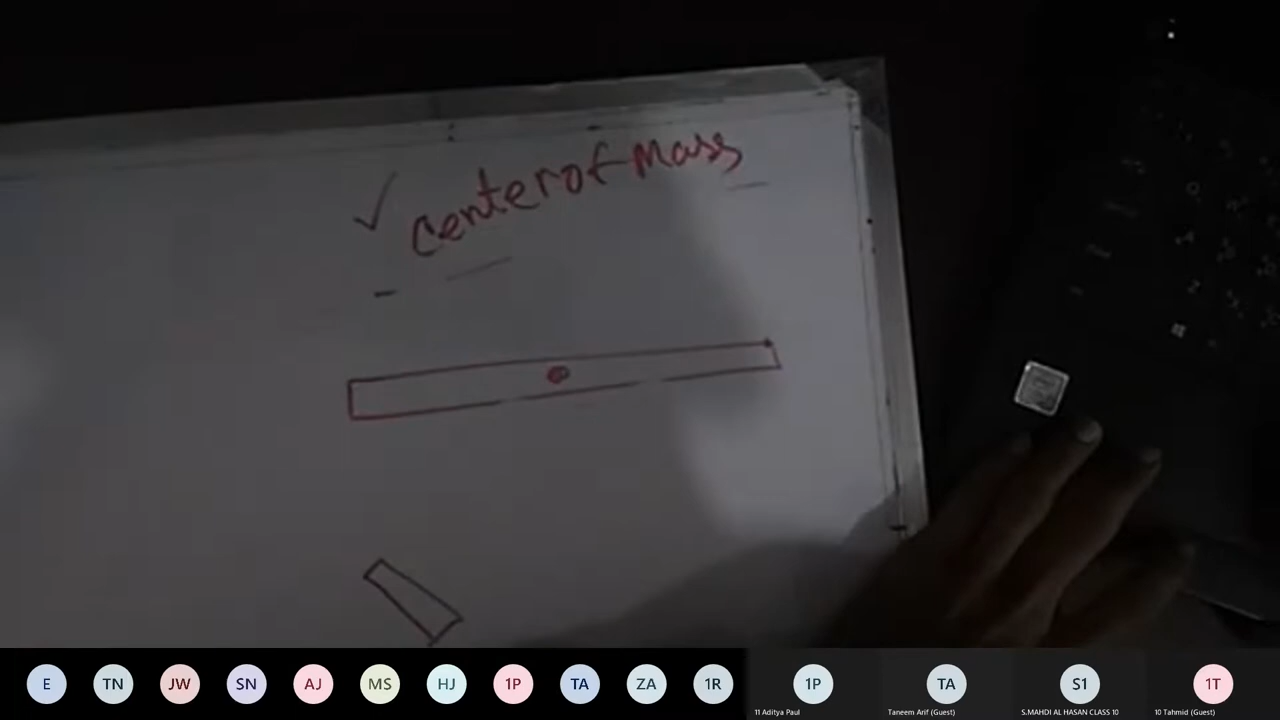 ✓ center of Mass
E TN JW SN AJ MS HJ 1P TA ZA 1R 1P TA S1 1T
11 Aditya Paul Taneem Arif (Guest) S.MAHDI AL HASAN CLASS 10 10 Tahmid (Guest)